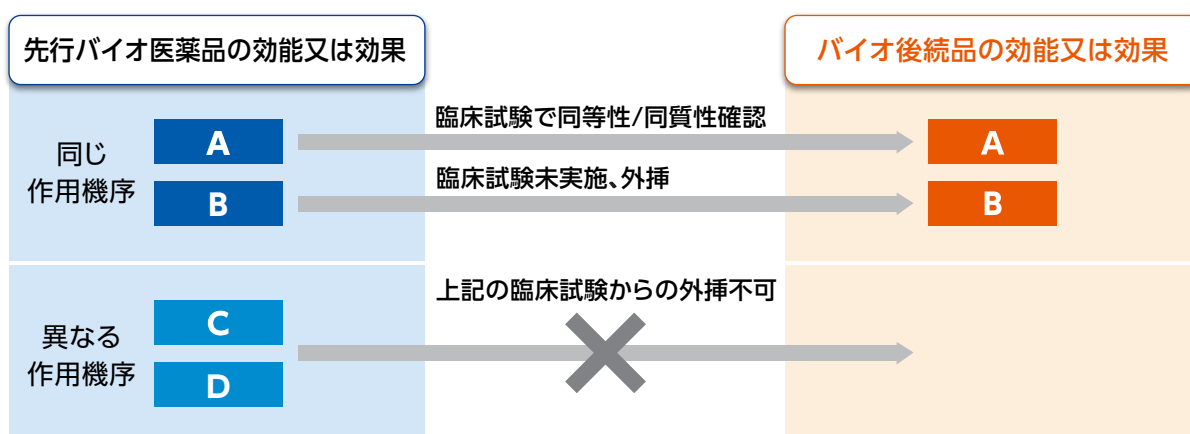 先行バイオ医薬品の効能又は効果
バイオ後続品の効能又は効果
同じ
作用機序
A
臨床試験で同等性/同質性確認
A
B
臨床試験未実施、外挿
B
異なる
作用機序
C
D
上記の臨床試験からの外挿不可